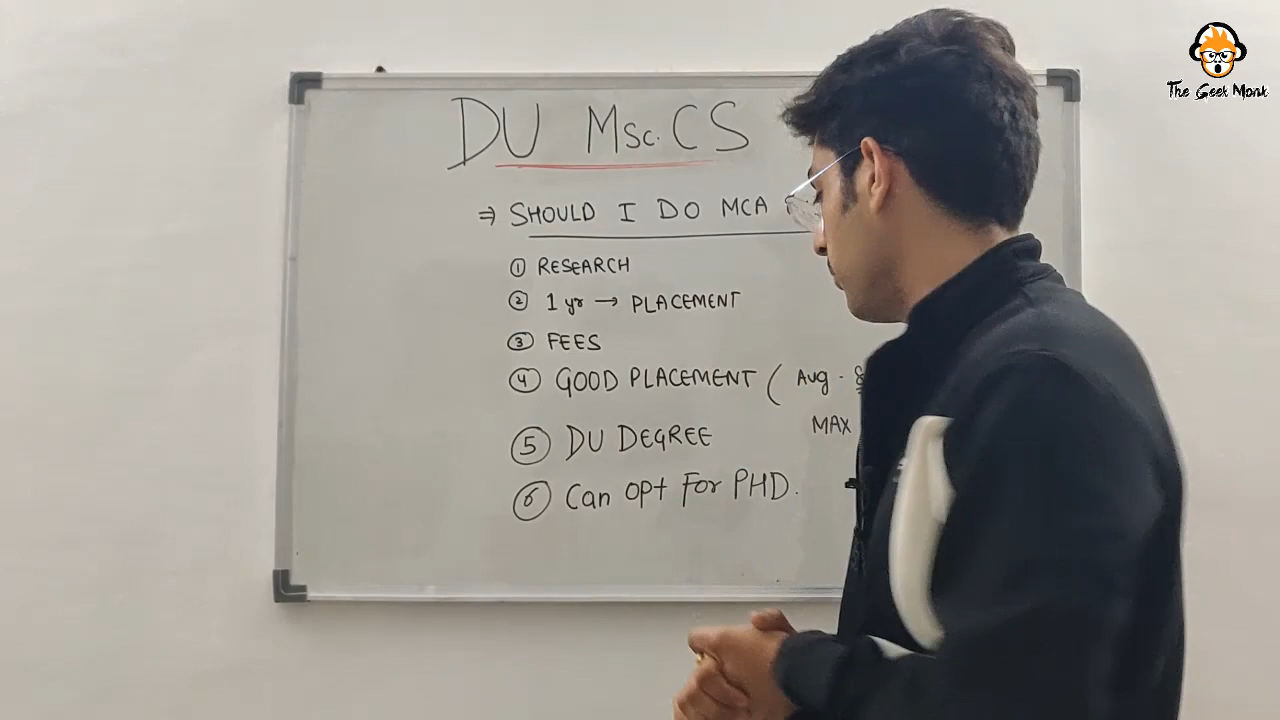 DU MSc. CS
⇒ SHOULD I DO MCA
① RESEARCH
② 1 yr → PLACEMENT
③ FEES
④ GOOD PLACEMENT ( Aug -
MAX
⑤ DU DEGREE
⑥ Can opt For PHD.
The Geek Monk